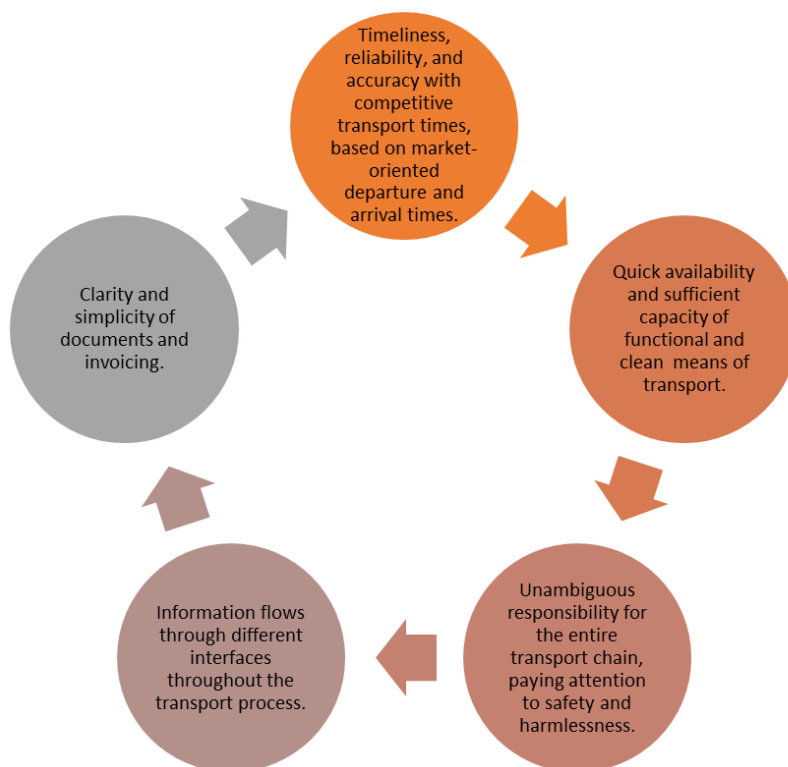 Timeliness,
reliability, and
accuracy with
competitive
transport times,
based on market-
oriented
departure and
arrival times.
Quick availability
and sufficient
capacity of
functional and
clean  means of
transport.
Unambiguous
responsibility for
the entire
transport chain,
paying attention
to safety and
harmlessness.
Information flows
through different
interfaces
throughout the
transport process.
Clarity and
simplicity of
documents and
invoicing.